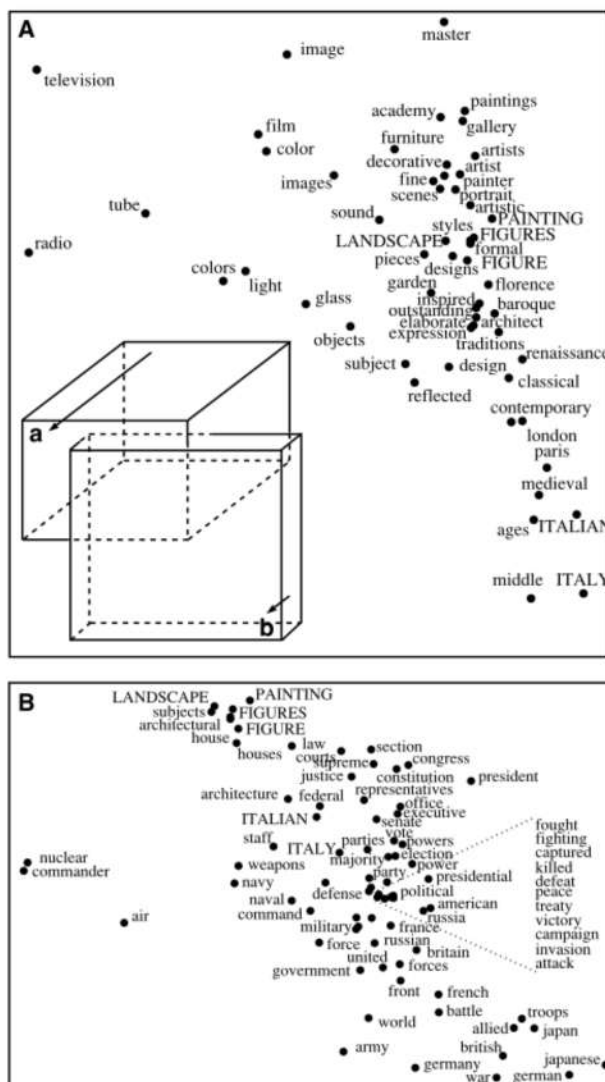 A
master
image
television
paintings
academy
gallery
film
furniture
color
artists
decorative
artist
images
fine
painter
scenes
portrait
artistic
tube
sound
PAINTING
styles
FIGURES
LANDSCAPE
formal
radio
pieces
designs
FIGURE
colors
light
garden
florence
glass
inspired
baroque
outstanding
elaborate
architect
objects
expression
traditions
renaissance
subject
design
classical
reflected
contemporary
a
london
paris
medieval
ages
ITALIAN
middle
ITALY
b
B
LANDSCAPE
PAINTING
subjects
FIGURES
architectural
FIGURE
house
houses
law
courts
section
supreme
congress
justice
constitution
president
representatives
architecture
federal
office
executive
ITALIAN
senate
fought
staff
vote
parties
powers
fighting
ITALY
captured
nuclear
majority
election
killed
commander
weapons
power
defeat
party
presidential
peace
navy
defense
political
treaty
naval
american
victory
command
russia
campaign
military
france
invasion
force
russian
attack
britain
united
government
forces
front
french
battle
troops
world
allied
japan
army
british
japanese
germany
war
german